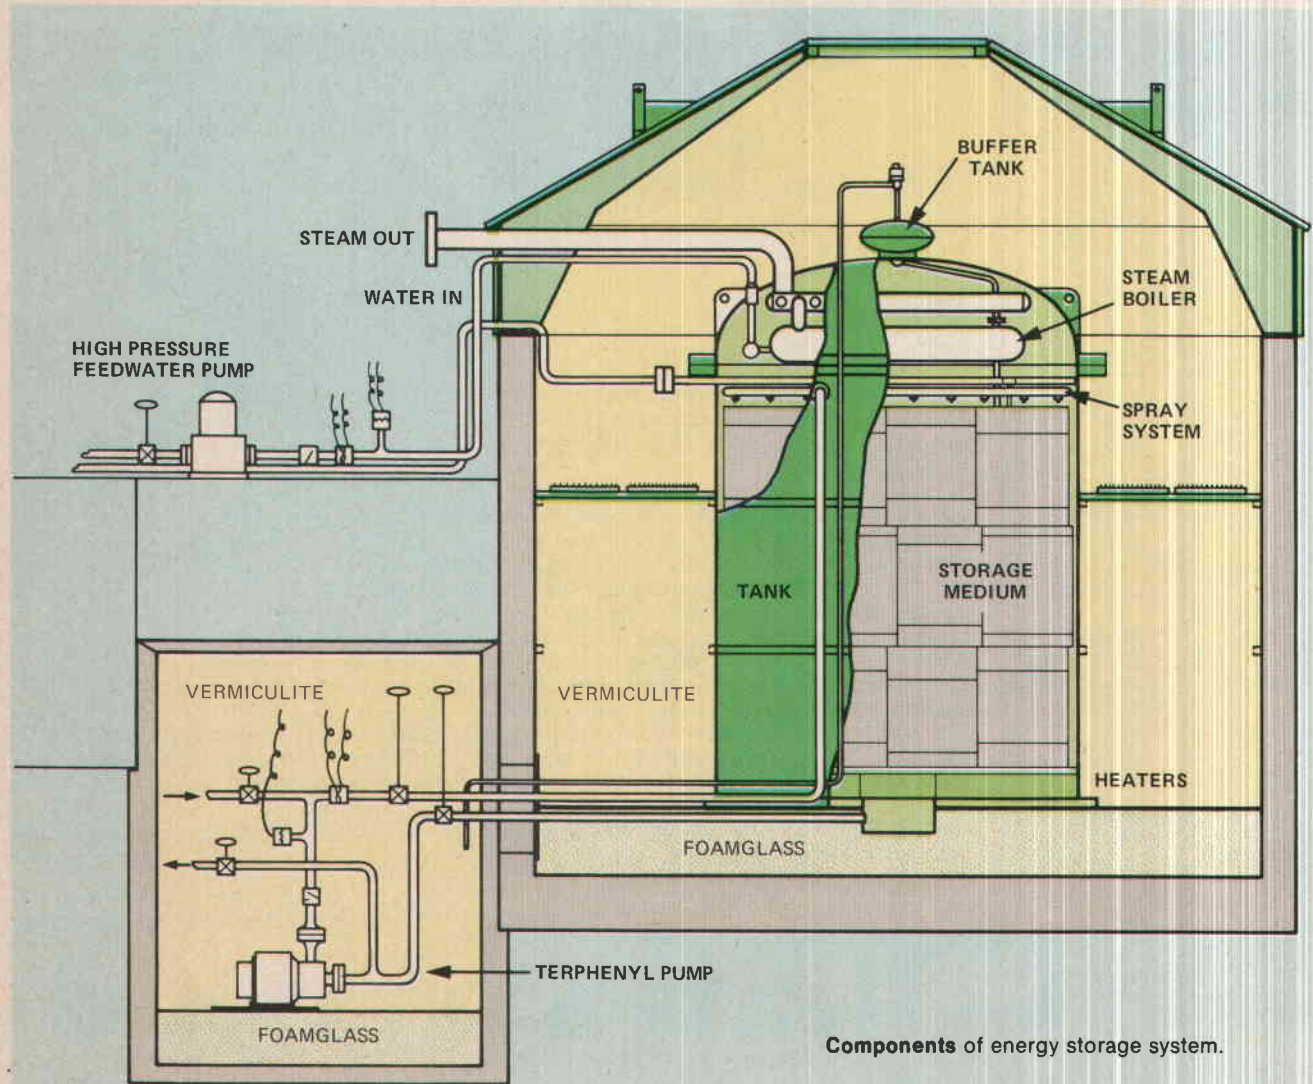 BUFFER
TANK
STEAM OUT
WATER IN
STEAM
BOILER
HIGH PRESSURE
FEEDWATER PUMP
SPRAY
SYSTEM
TANK
STORAGE
MEDIUM
VERMICULITE
VERMICULITE
HEATERS
FOAMGLASS
TERPHENYL PUMP
FOAMGLASS
Components of energy storage system.